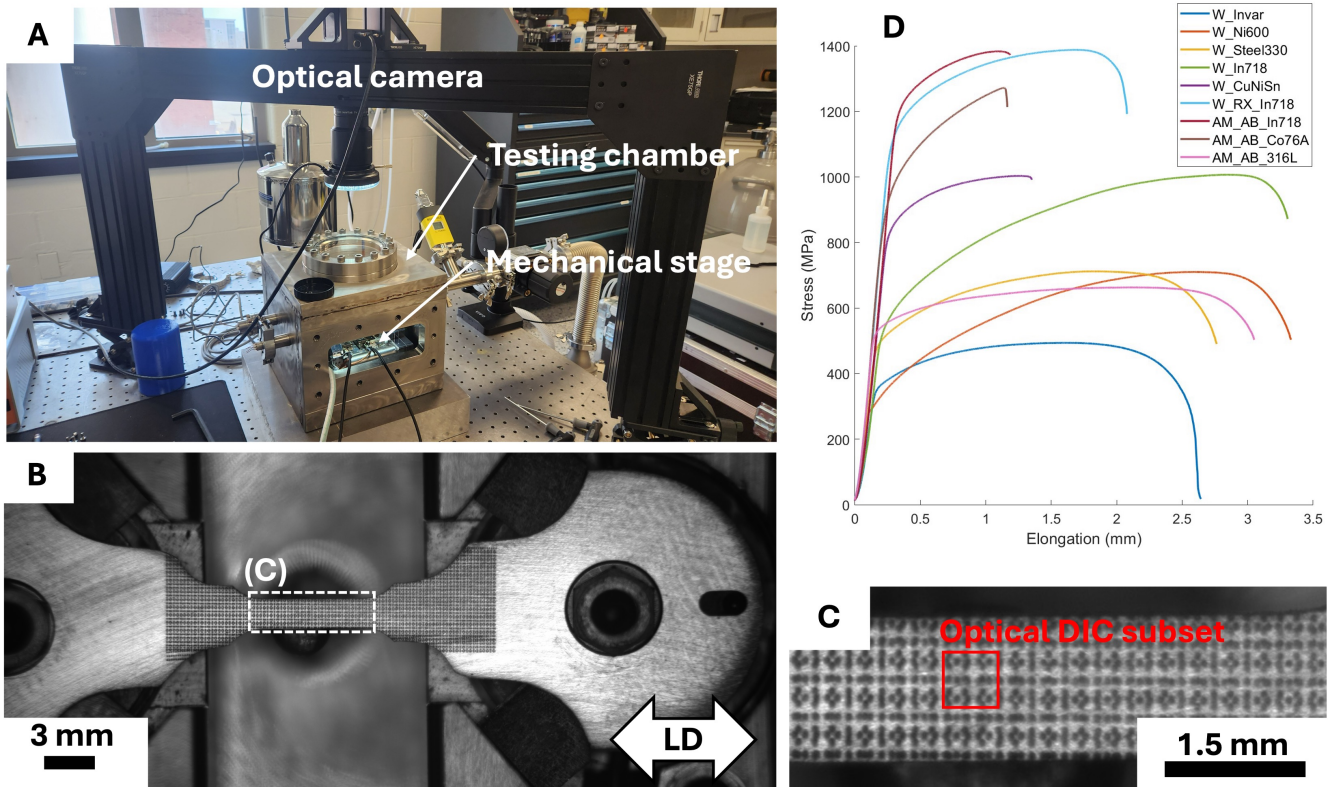 A
Optical camera
Testing chamber
Mechanical stage
B
(C)
3 mm
LD
D
W_Invar
W_Ni600
W_Steel330
W_In718
W_CuNiSn
W_RX_In718
AM_AB_In718
AM_AB_Co76A
AM_AB_316L
Stress (MPa)
1400
1200
1000
800
600
400
200
0
0
0.5
1
1.5
2
2.5
3
3.5
Elongation (mm)
C
Optical DIC subset
1.5 mm